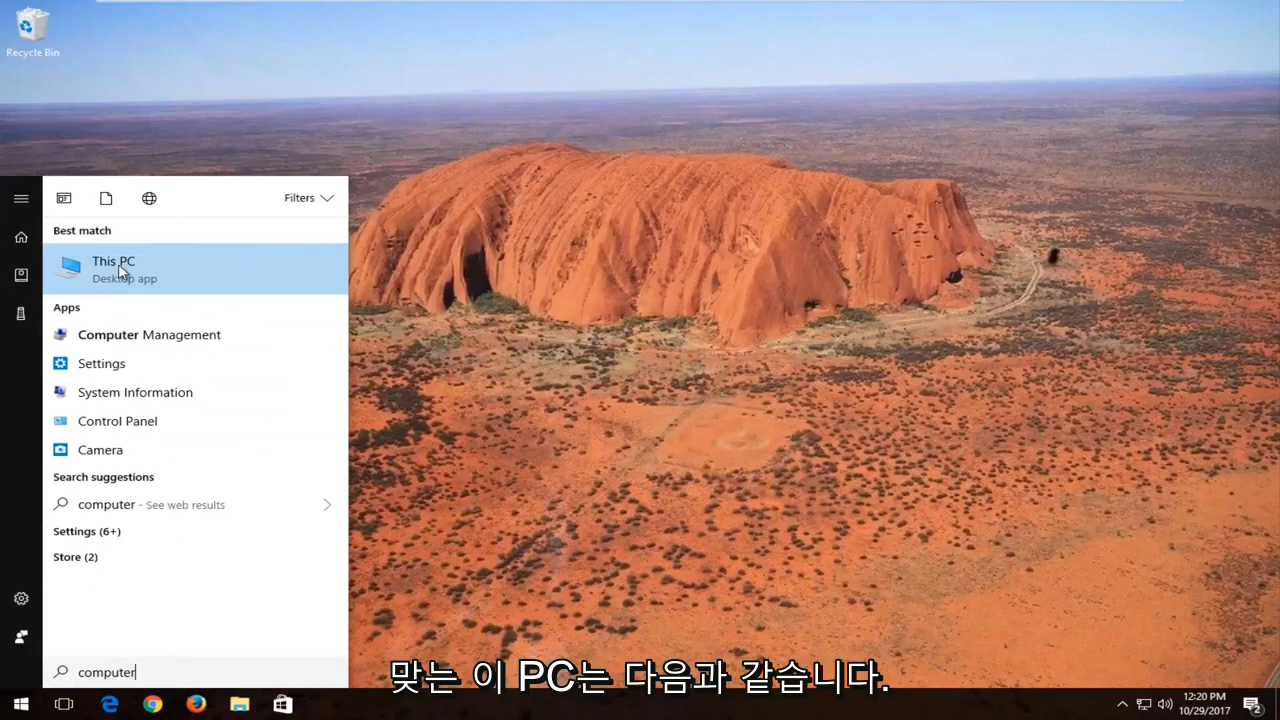 Recycle Bin
Filters
Best match
This PC
Desktop app
Apps
Computer Management
Settings
System Information
Control Panel
Camera
Search suggestions
computer - See web results
Settings (6+)
Store (2)
computer
맞는 이 PC는 다음과 같습니다.
12:20 PM
10/29/2017
2